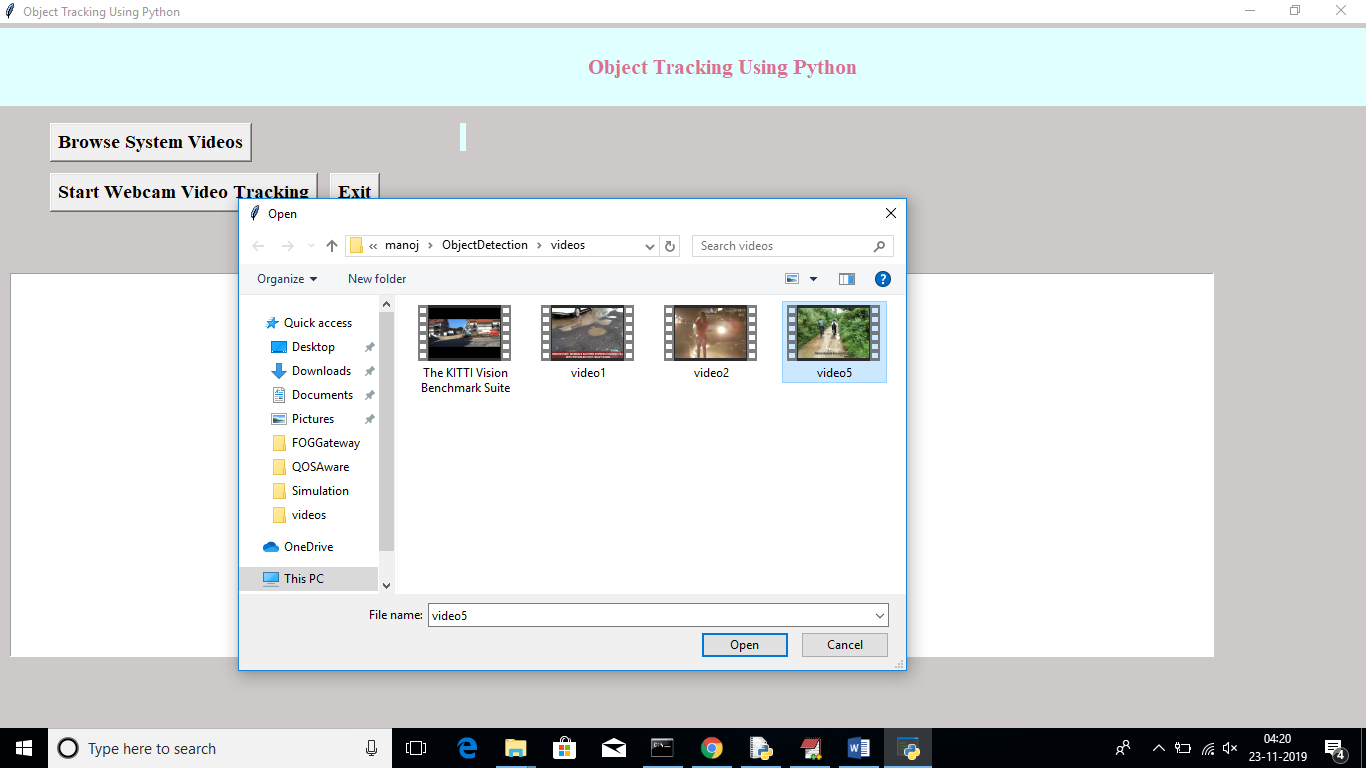 Object Tracking Using Python
Object Tracking Using Python
Browse System Videos
Start Webcam Video Tracking
Exit
Open
« manoj › ObjectDetection › videos
Search videos
Organize
New folder
Quick access
Desktop
Downloads
Documents
Pictures
FOGGateway
QOSAware
Simulation
videos
OneDrive
This PC
The KITTI Vision
Benchmark Suite
video1
video2
video5
File name:
video5
Open
Cancel
Type here to search
04:20
23-11-2019
4